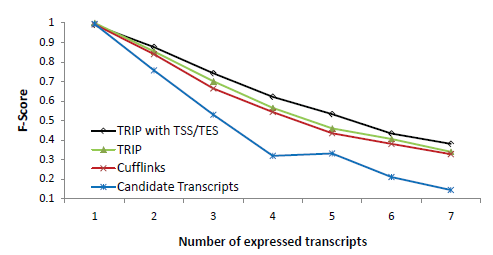 1
0.9
0.8
0.7
0.6
0.5
0.4
0.3
0.2
0.1
F-Score
TRIP with TSS/TES
TRIP
Cufflinks
Candidate Transcripts
1 2 3 4 5 6 7
Number of expressed transcripts